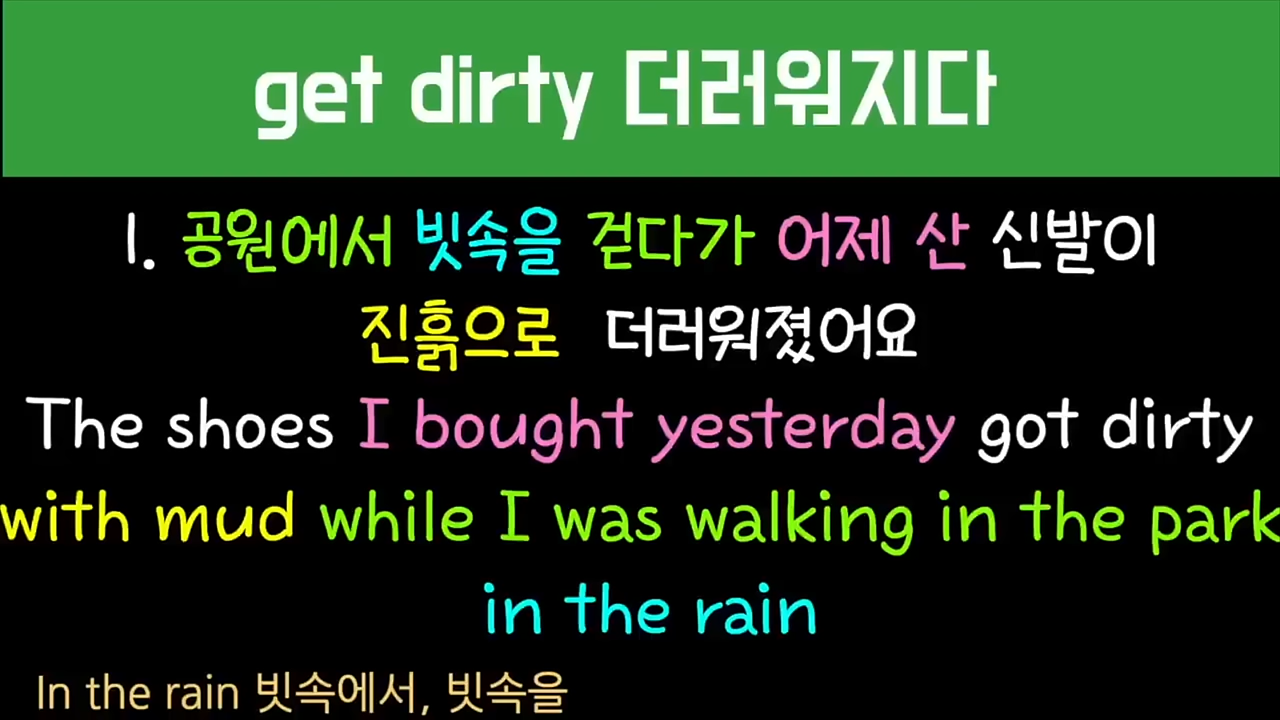 get dirty 더러워지다
1. 공원에서 빗속을 걷다가 어제 산 신발이
진흙으로 더러워졌어요
The shoes I bought yesterday got dirty
with mud while I was walking in the park
in the rain
In the rain 빗속에서, 빗속을